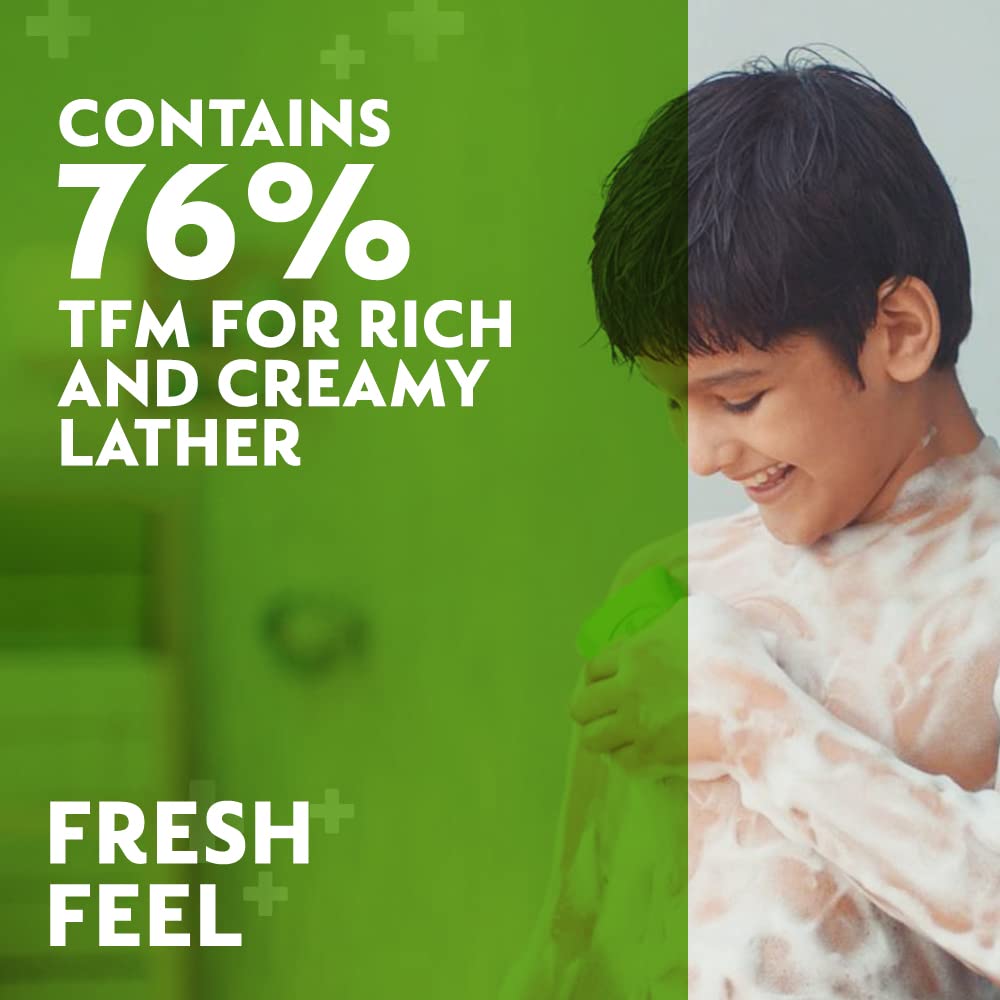 CONTAINS
76%
TFM FOR RICH
AND CREAMY
LATHER
FRESH
FEEL